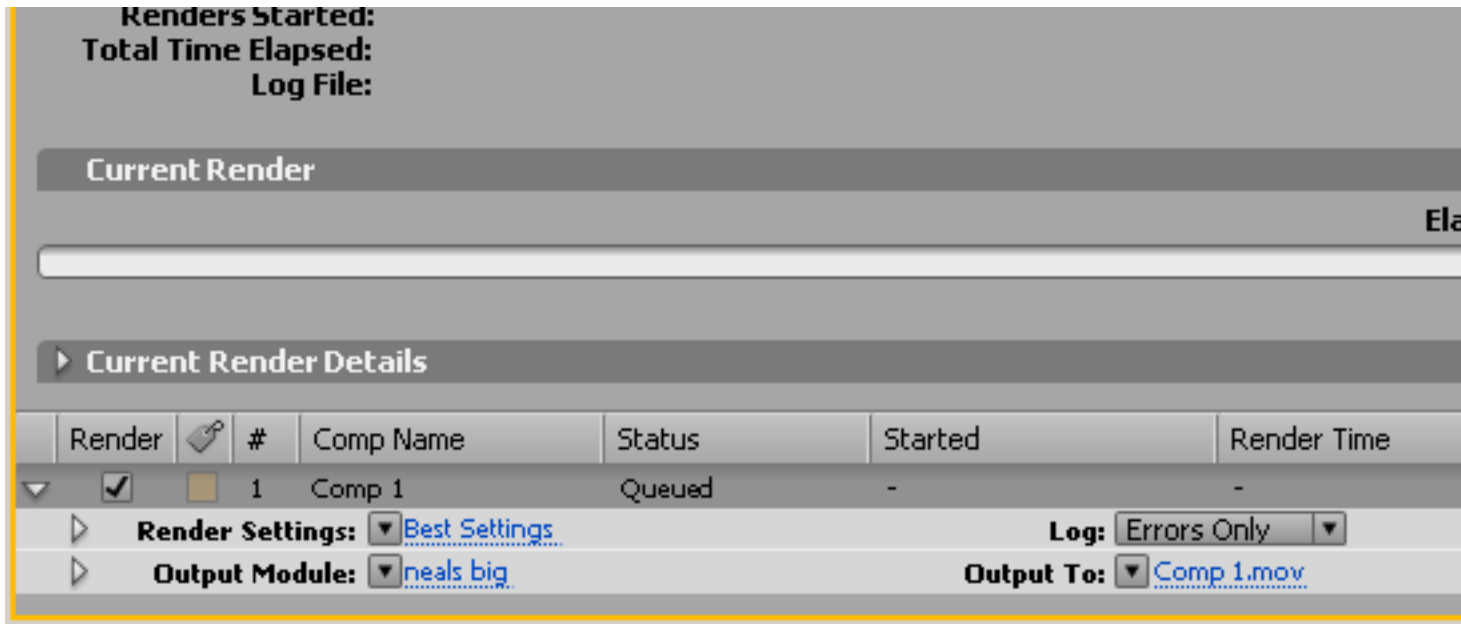 Renders Started:
Total Time Elapsed:
Log File:
Current Render
Ela
Current Render Details
Render # Comp Name Status Started Render Time
1 Comp 1 Queued - -
Render Settings: Best Settings Log: Errors Only
Output Module: neals big Output To: Comp 1.mov